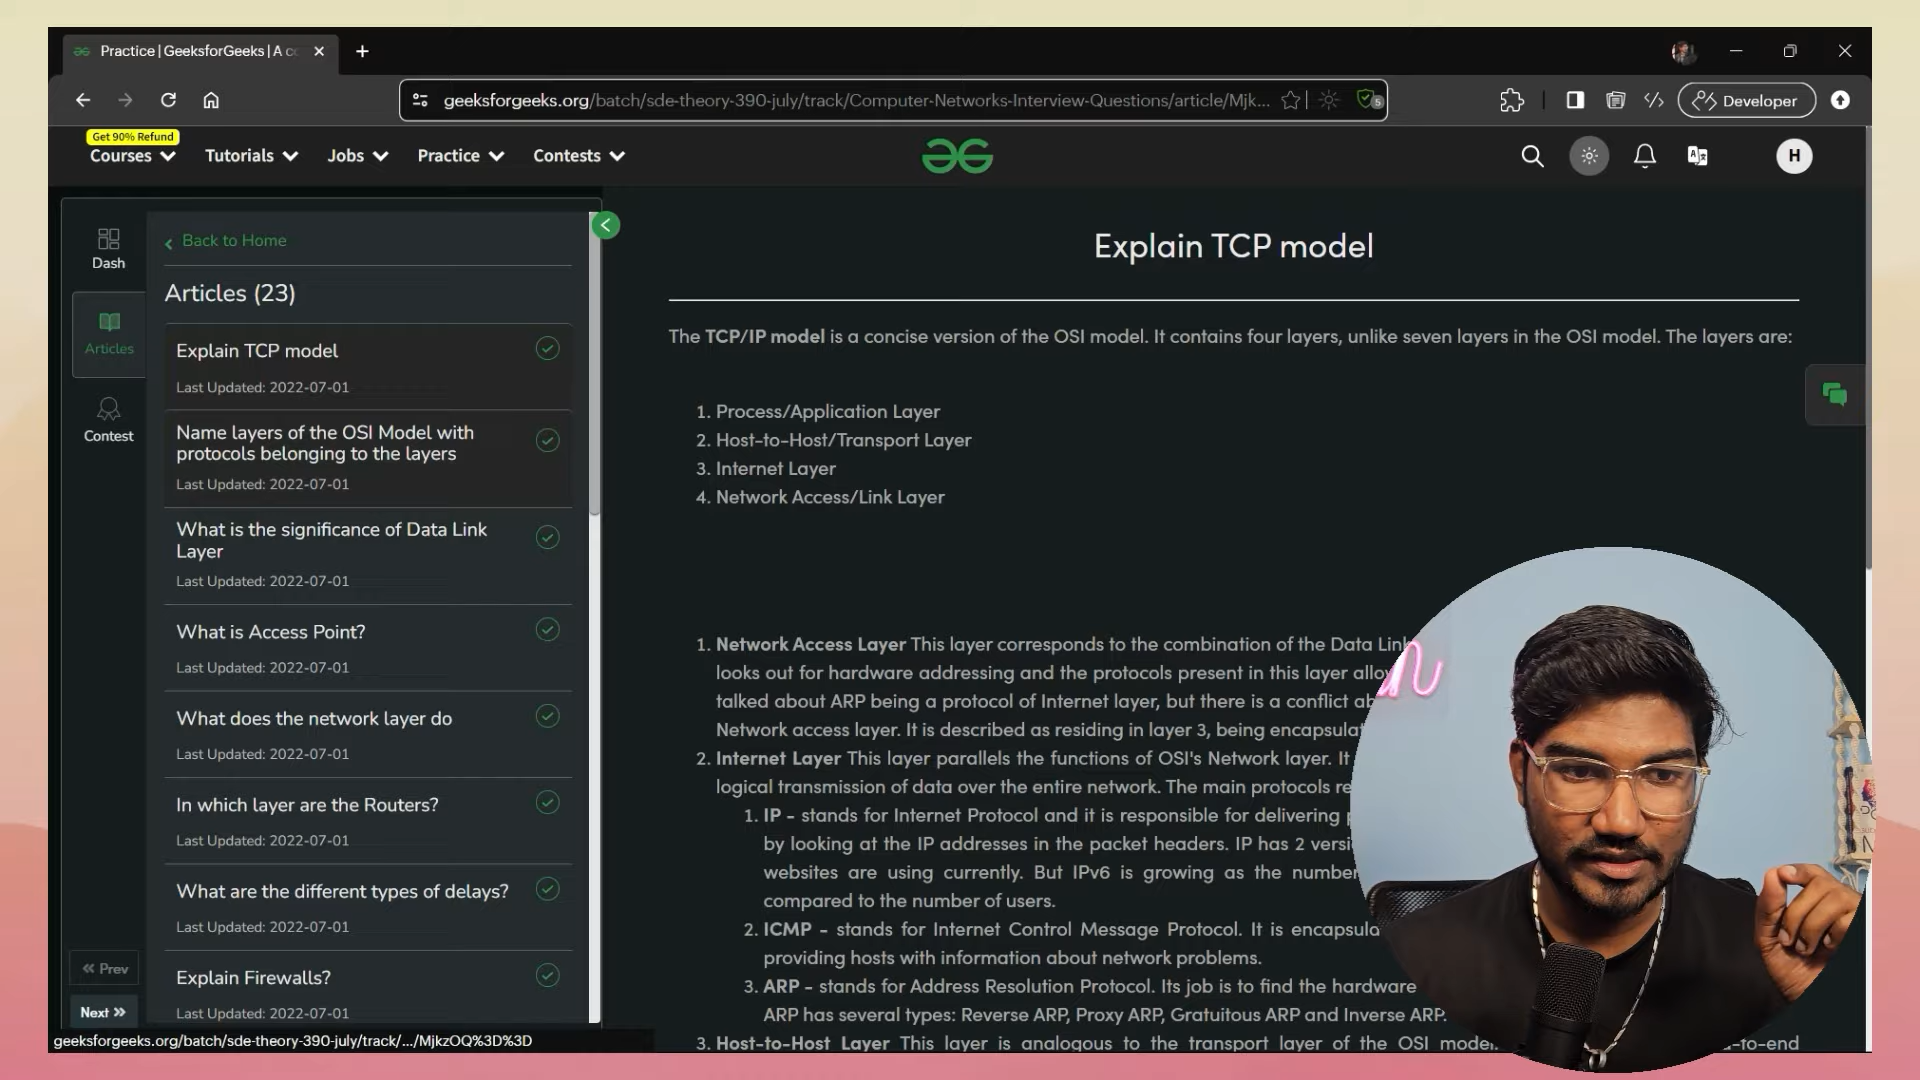 Practice | GeeksforGeeks | A co
geeksforgeeks.org/batch/sde-theory-390-july/track/Computer-Networks-Interview-Questions/article/Mjk...
5
Developer
Get 90% Refund
Courses
Tutorials
Jobs
Practice
Contests
H
Dash
Articles
Contest
« Prev
Next »
Back to Home
Articles (23)
Explain TCP model
Last Updated: 2022-07-01
Name layers of the OSI Model with
protocols belonging to the layers
Last Updated: 2022-07-01
What is the significance of Data Link
Layer
Last Updated: 2022-07-01
What is Access Point?
Last Updated: 2022-07-01
What does the network layer do
Last Updated: 2022-07-01
In which layer are the Routers?
Last Updated: 2022-07-01
What are the different types of delays?
Last Updated: 2022-07-01
Explain Firewalls?
Last Updated: 2022-07-01
geeksforgeeks.org/batch/sde-theory-390-july/track/.../MjkzOQ%3D%3D
Explain TCP model
The TCP/IP model is a concise version of the OSI model. It contains four layers, unlike seven layers in the OSI model. The layers are:
1. Process/Application Layer
2. Host-to-Host/Transport Layer
3. Internet Layer
4. Network Access/Link Layer
1. Network Access Layer This layer corresponds to the combination of the Data Link
looks out for hardware addressing and the protocols present in this layer allo
talked about ARP being a protocol of Internet layer, but there is a conflict ab
Network access layer. It is described as residing in layer 3, being encapsulat
2. Internet Layer This layer parallels the functions of OSI's Network layer. It
logical transmission of data over the entire network. The main protocols re
1. IP - stands for Internet Protocol and it is responsible for delivering p
by looking at the IP addresses in the packet headers. IP has 2 versi
websites are using currently. But IPv6 is growing as the number
compared to the number of users.
2. ICMP - stands for Internet Control Message Protocol. It is encapsula
providing hosts with information about network problems.
3. ARP - stands for Address Resolution Protocol. Its job is to find the hardware
ARP has several types: Reverse ARP, Proxy ARP, Gratuitous ARP and Inverse ARP.
3. Host-to-Host Layer This layer is analogous to the transport layer of the OSI model. -to-end